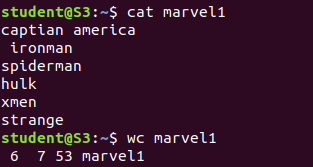 student@S3:~$ cat marvel1
captian america
 ironman
spiderman
hulk
xmen
strange
student@S3:~$ wc marvel1
 6  7 53 marvel1